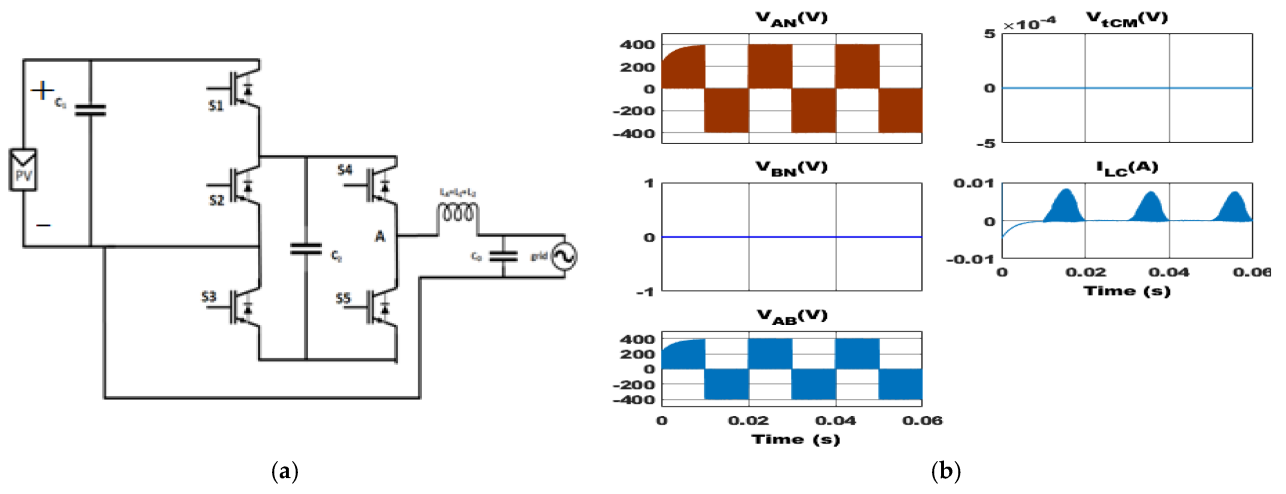 +
C₁
S1
PV
S2
S4
−
L_A=L₁+L₂
A
C₂
C₀
grid
S3
S5
(a)
V_AN(V)
400
200
0
-200
-400
V_BN(V)
1
0
-1
V_AB(V)
400
200
0
-200
-400
0 0.02 0.04 0.06
Time (s)
V_tCM(V)
×10⁻⁴
5
0
-5
I_LC(A)
0.01
0
-0.01
0 0.02 0.04 0.06
Time (s)
(b)